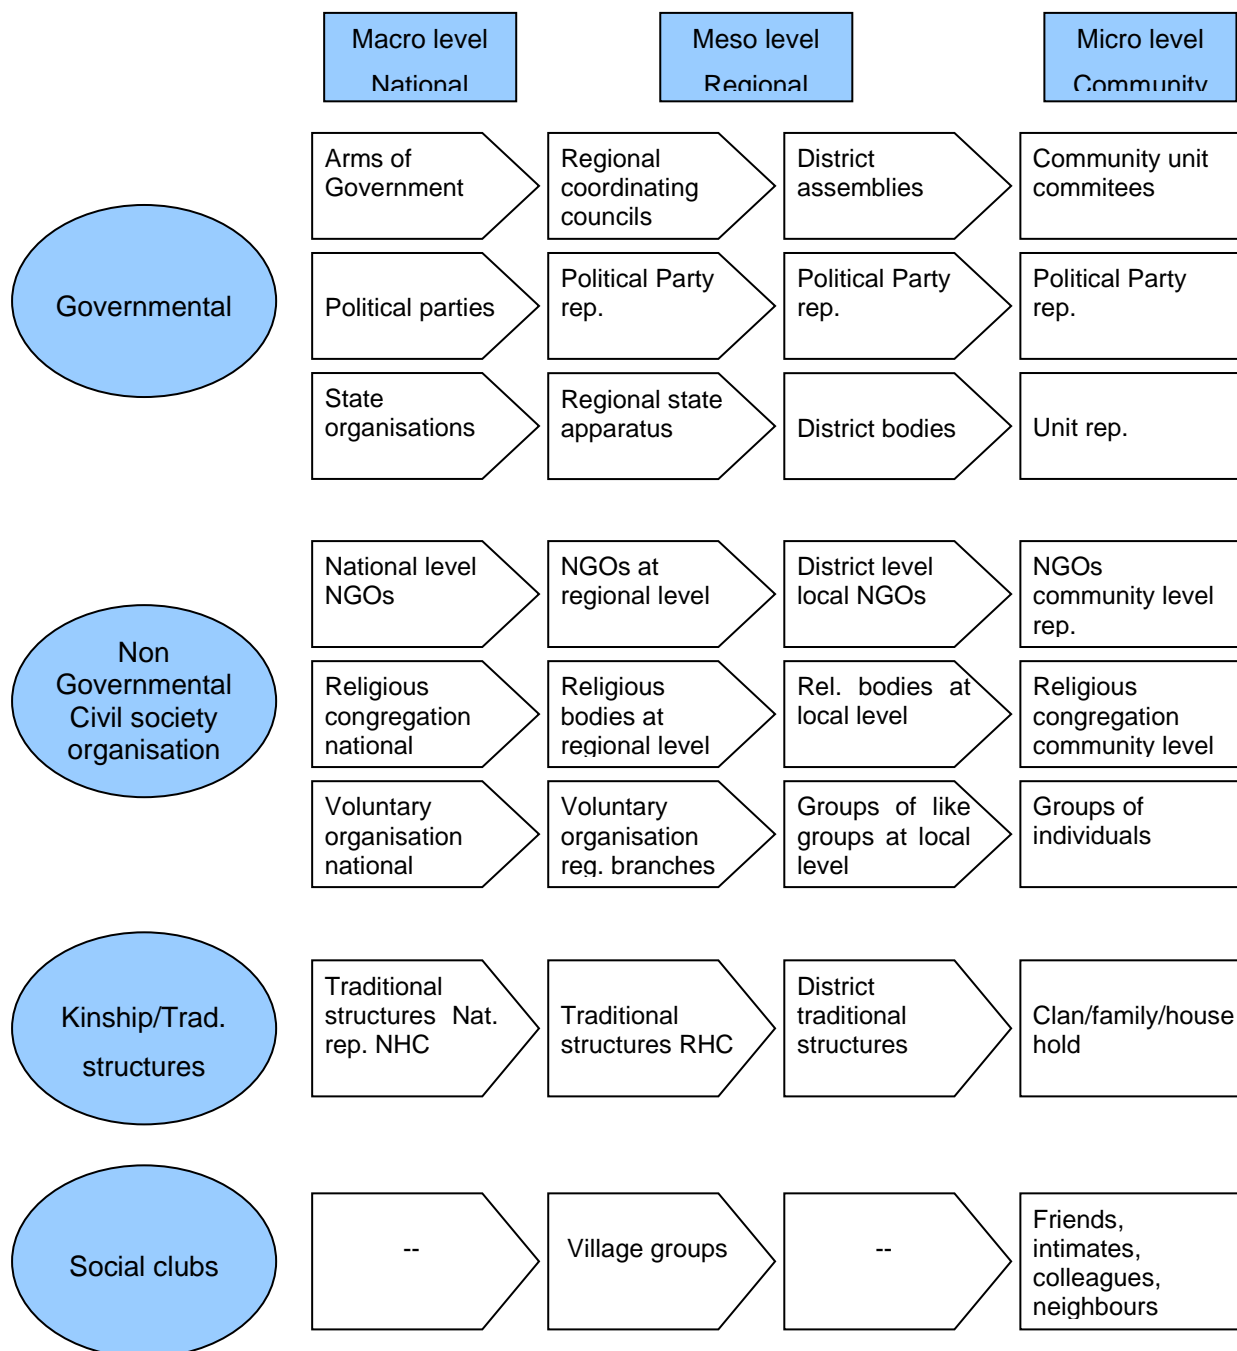 Macro level
National
Meso level
Regional
Micro level
Community
Governmental
Arms of
Government
Regional
coordinating
councils
District
assemblies
Community unit
commitees
Political parties
Political Party
rep.
Political Party
rep.
Political Party
rep.
State
organisations
Regional state
apparatus
District bodies
Unit rep.
Non
Governmental
Civil society
organisation
National level
NGOs
NGOs at
regional level
District level
local NGOs
NGOs
community level
rep.
Religious
congregation
national
Religious
bodies at
regional level
Rel. bodies at
local level
Religious
congregation
community level
Voluntary
organisation
national
Voluntary
organisation
reg. branches
Groups of like
groups at local
level
Groups of
individuals
Kinship/Trad.
structures
Traditional
structures Nat.
rep. NHC
Traditional
structures RHC
District
traditional
structures
Clan/family/house
hold
Social clubs
--
Village groups
--
Friends,
intimates,
colleagues,
neighbours